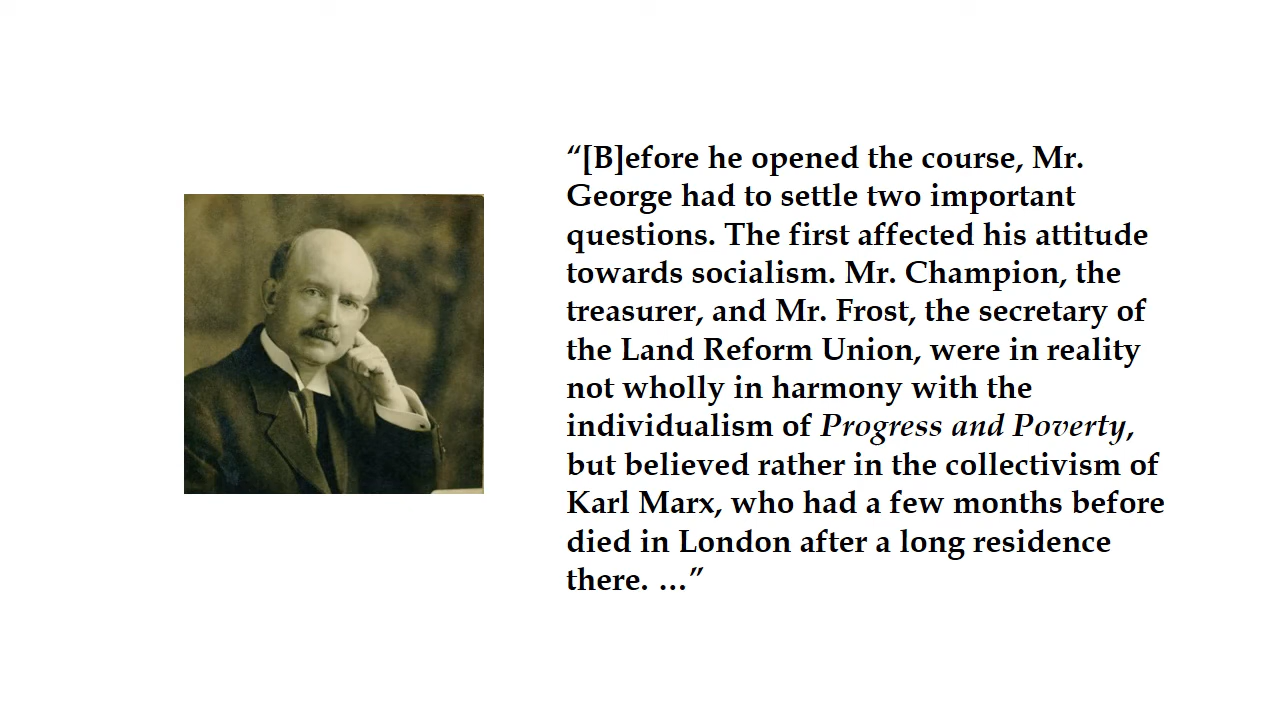 “[B]efore he opened the course, Mr.
George had to settle two important
questions. The first affected his attitude
towards socialism. Mr. Champion, the
treasurer, and Mr. Frost, the secretary of
the Land Reform Union, were in reality
not wholly in harmony with the
individualism of Progress and Poverty,
but believed rather in the collectivism of
Karl Marx, who had a few months before
died in London after a long residence
there. …”